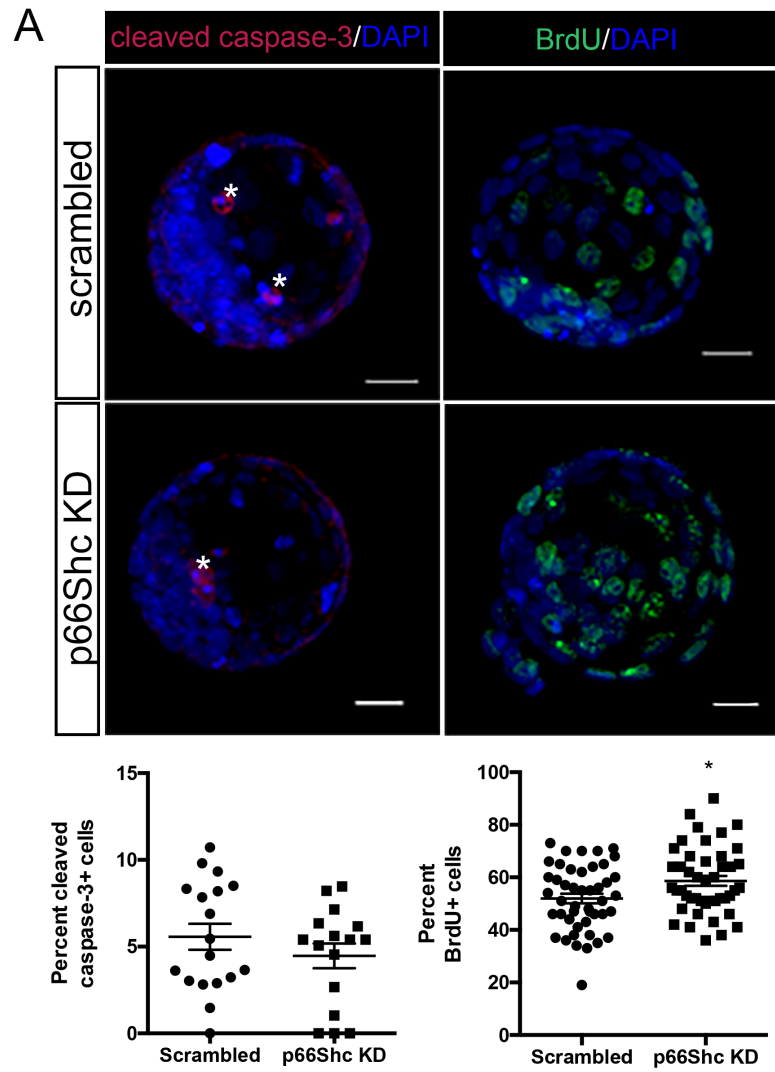 A
cleaved caspase-3/DAPI
BrdU/DAPI
scrambled
*
*
p66Shc KD
*
15
10
5
0
Percent cleaved
caspase-3+ cells
Scrambled
p66Shc KD
*
100
80
60
40
20
0
Percent
BrdU+ cells
Scrambled
p66Shc KD